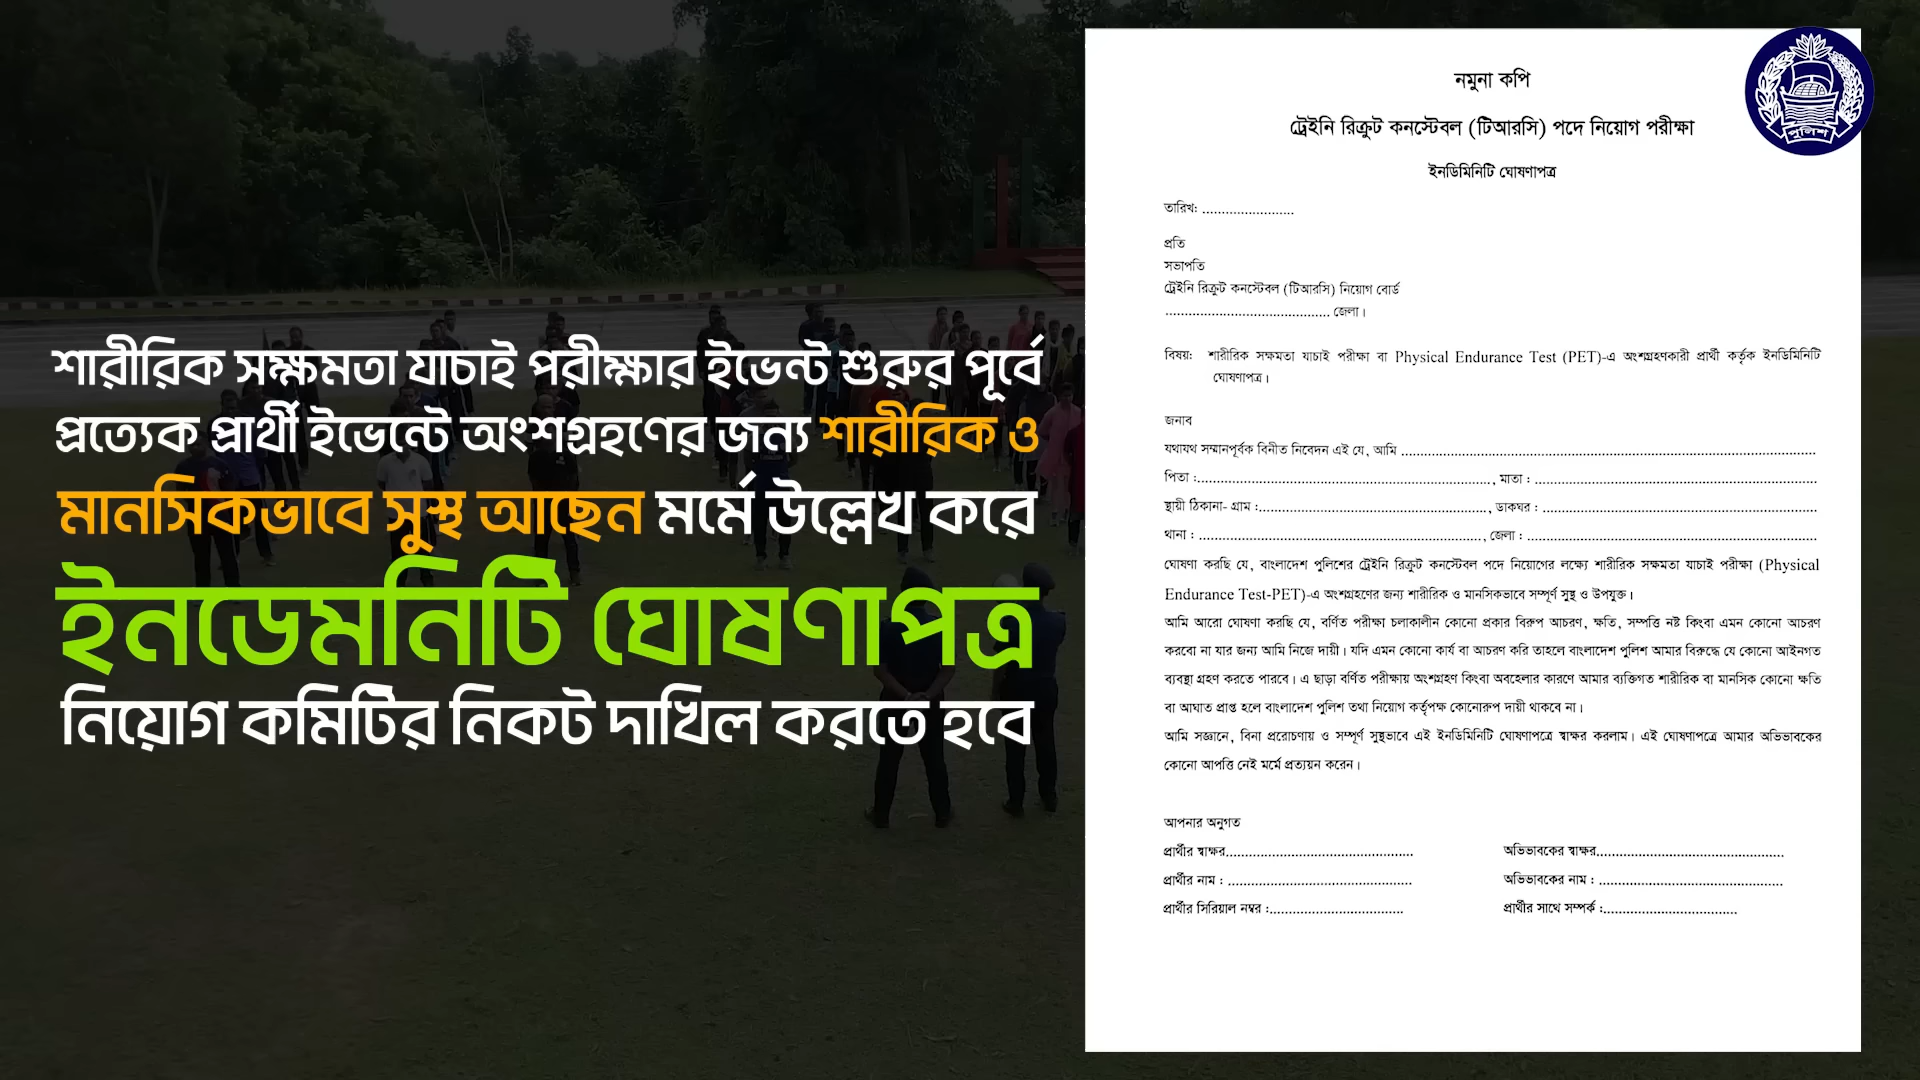 শারীরিক সক্ষমতা যাচাই পরীক্ষার ইভেন্ট শুরুর পূর্বে
প্রত্যেক প্রার্থী ইভেন্টে অংশগ্রহণের জন্য শারীরিক ও
মানসিকভাবে সুস্থ আছেন মর্মে উল্লেখ করে
ইনডেমনিটি ঘোষণাপত্র
নিয়োগ কমিটির নিকট দাখিল করতে হবে
পুলিশ
নমুনা কপি
ট্রেইনি রিক্রুট কনস্টেবল (টিআরসি) পদে নিয়োগ পরীক্ষা
ইনডিমিনিটি ঘোষণাপত্র
তারিখ: ........................
প্রতি
সভাপতি
ট্রেইনি রিক্রুট কনস্টেবল (টিআরসি) নিয়োগ বোর্ড
........................................... জেলা।
বিষয়: শারীরিক সক্ষমতা যাচাই পরীক্ষা বা Physical Endurance Test (PET)-এ অংশগ্রহণকারী প্রার্থী কর্তৃক ইনডিমিনিটি
ঘোষণাপত্র।
জনাব
যথাযথ সম্মানপূর্বক বিনীত নিবেদন এই যে, আমি ............................................................................................................
পিতা :............................................................................, মাতা : ..........................................................................
স্থায়ী ঠিকানা- গ্রাম :............................................................, ডাকঘর : ........................................................................
থানা : .........................................................................., জেলা : ............................................................................
ঘোষণা করছি যে, বাংলাদেশ পুলিশের ট্রেইনি রিক্রুট কনস্টেবল পদে নিয়োগের লক্ষ্যে শারীরিক সক্ষমতা যাচাই পরীক্ষা (Physical
Endurance Test-PET)-এ অংশগ্রহণের জন্য শারীরিক ও মানসিকভাবে সম্পূর্ণ সুস্থ ও উপযুক্ত।
আমি আরো ঘোষণা করছি যে, বর্ণিত পরীক্ষা চলাকালীন কোনো প্রকার বিরুপ আচরণ, ক্ষতি, সম্পত্তি নষ্ট কিংবা এমন কোনো আচরণ
করবো না যার জন্য আমি নিজে দায়ী। যদি এমন কোনো কার্য বা আচরণ করি তাহলে বাংলাদেশ পুলিশ আমার বিরুদ্ধে যে কোনো আইনগত
ব্যবস্থা গ্রহণ করতে পারবে। এ ছাড়া বর্ণিত পরীক্ষায় অংশগ্রহণ কিংবা অবহেলার কারণে আমার ব্যক্তিগত শারীরিক বা মানসিক কোনো ক্ষতি
বা আঘাত প্রাপ্ত হলে বাংলাদেশ পুলিশ তথা নিয়োগ কর্তৃপক্ষ কোনোরুপ দায়ী থাকবে না।
আমি সজ্ঞানে, বিনা প্ররোচণায় ও সম্পূর্ণ সুস্থভাবে এই ইনডিমিনিটি ঘোষণাপত্রে স্বাক্ষর করলাম। এই ঘোষণাপত্রে আমার অভিভাবকের
কোনো আপত্তি নেই মর্মে প্রত্যয়ন করেন।
আপনার অনুগত
প্রার্থীর স্বাক্ষর................................................. অভিভাবকের স্বাক্ষর.................................................
প্রার্থীর নাম : ................................................ অভিভাবকের নাম : ................................................
প্রার্থীর সিরিয়াল নম্বর :................................... প্রার্থীর সাথে সম্পর্ক :...................................